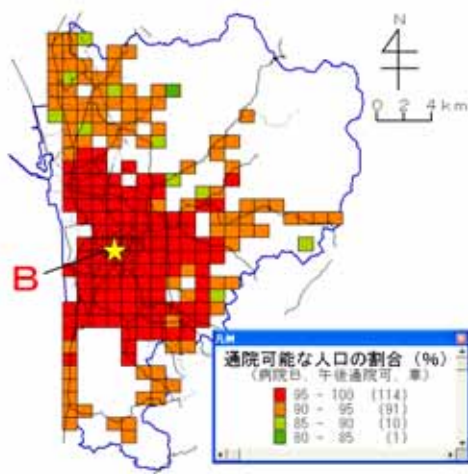 N
0 2 4 km
B
凡例
通院可能な人口の割合(%)
(病院B、午後通院可、車)
95 - 100 (114)
90 - 95 (91)
85 - 90 (10)
80 - 85 (1)